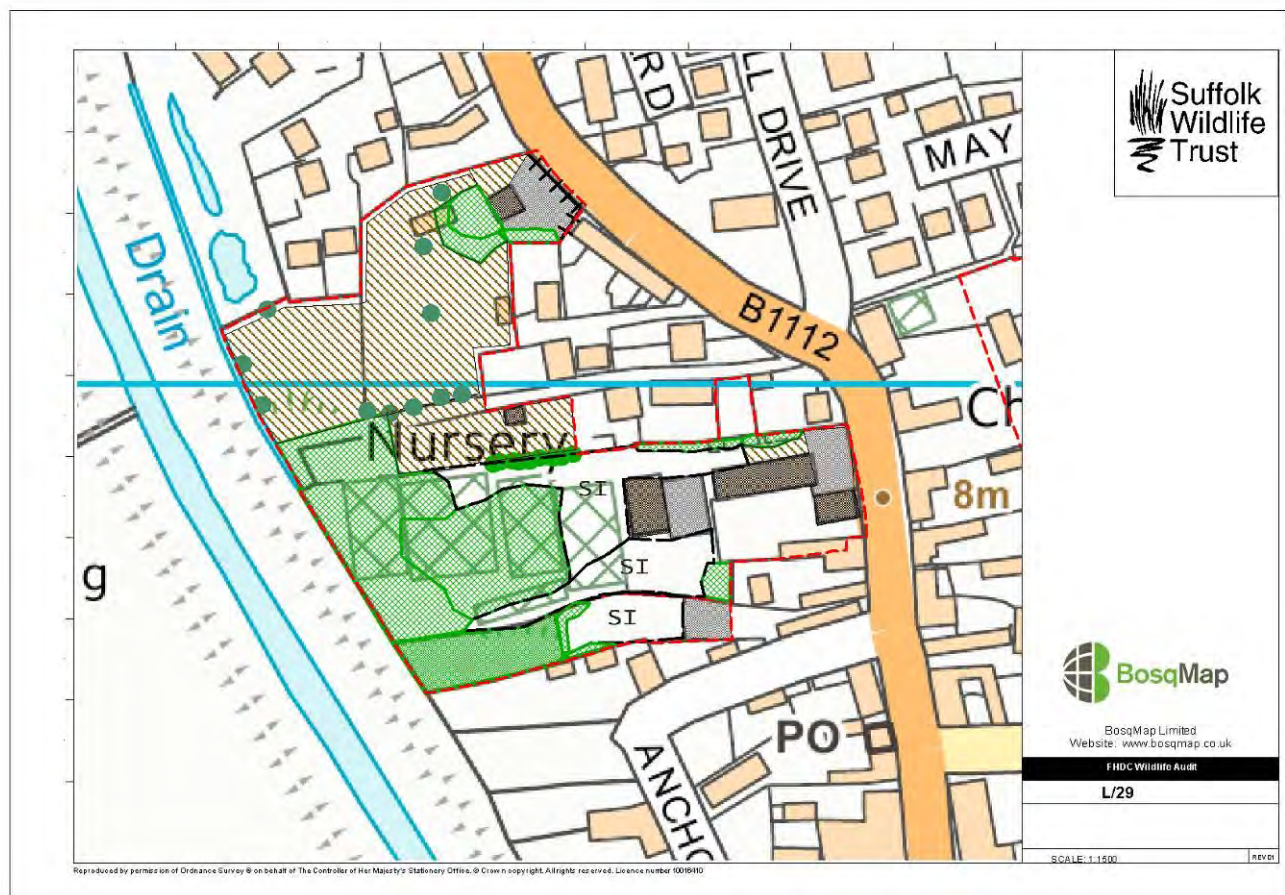 Suffolk
Wildlife
Trust
RD
LL DRIVE
MAY
Drain
B1112
Ch
Nursery
SI
8m
SI
g
SI
PO
ANCHO
BosqMap
BosqMap Limited
Website: www.bosqmap.co.uk
FHDC Wildlife Audit
L/29
SCALE: 1:1500
REV 01
Reproduced by permission of Ordnance Survey ® on behalf of The Controller of Her Majesty's Stationery Office. © Crown copyright. All rights reserved. Licence number 10018410